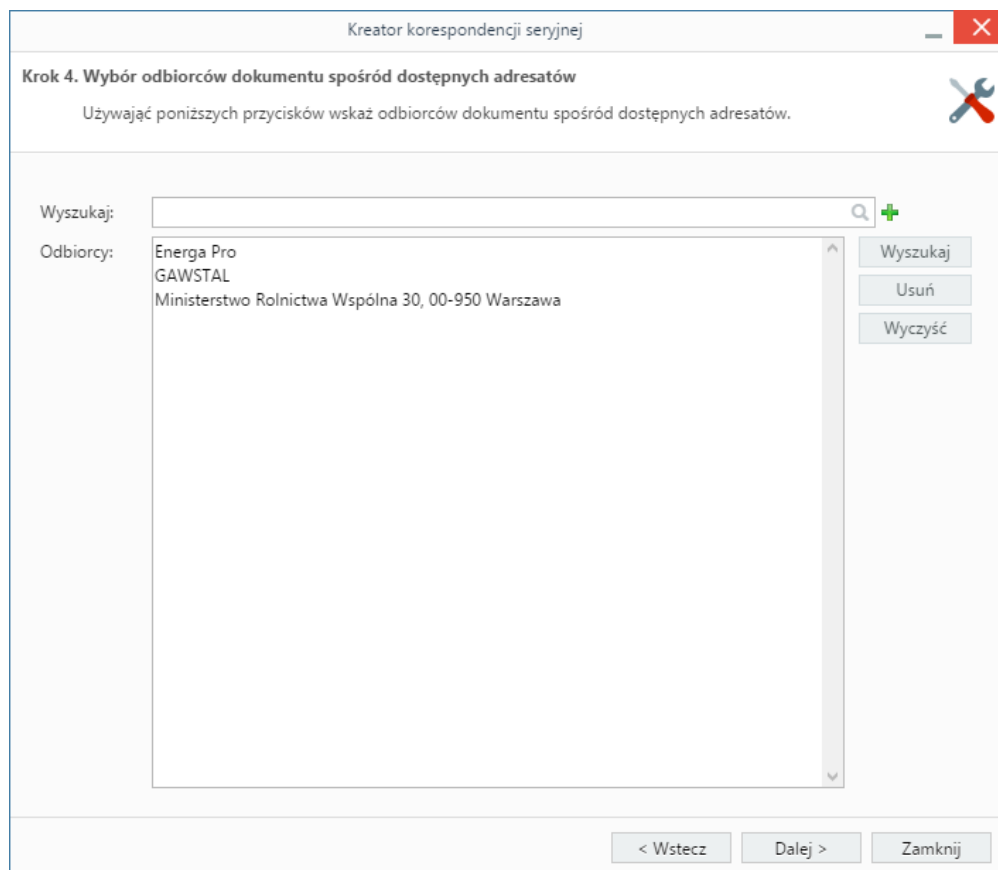 Kreator korespondencji seryjnej
Krok 4. Wybór odbiorców dokumentu spośród dostępnych adresatów
Używająć poniższych przycisków wskaż odbiorców dokumentu spośród dostępnych adresatów.
Wyszukaj:
Odbiorcy:
Energa Pro
GAWSTAL
Ministerstwo Rolnictwa Wspólna 30, 00-950 Warszawa
Wyszukaj
Usuń
Wyczyść
< Wstecz
Dalej >
Zamknij